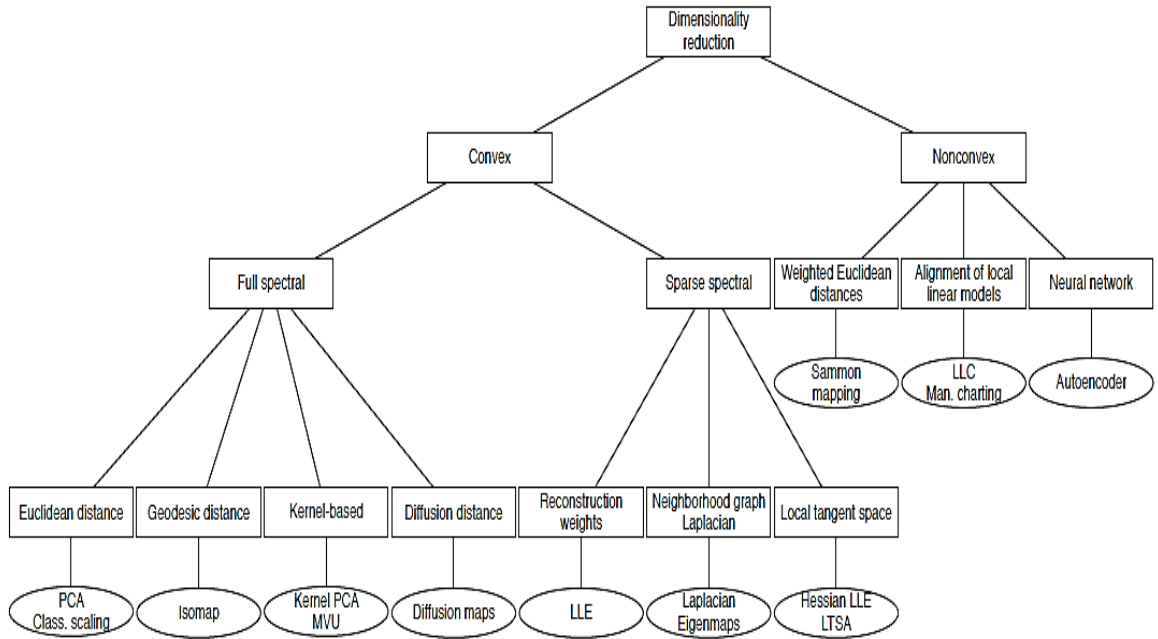 Dimensionality
reduction
Convex
Nonconvex
Full spectral
Sparse spectral
Weighted Euclidean
distances
Alignment of local
linear models
Neural network
Sammon
mapping
LLC
Man. charting
Autoencoder
Euclidean distance
Geodesic distance
Kernel-based
Diffusion distance
Reconstruction
weights
Neighborhood graph
Laplacian
Local tangent space
PCA
Class. scaling
Isomap
Kernel PCA
MVU
Diffusion maps
LLE
Laplacian
Eigenmaps
Hessian LLE
LTSA